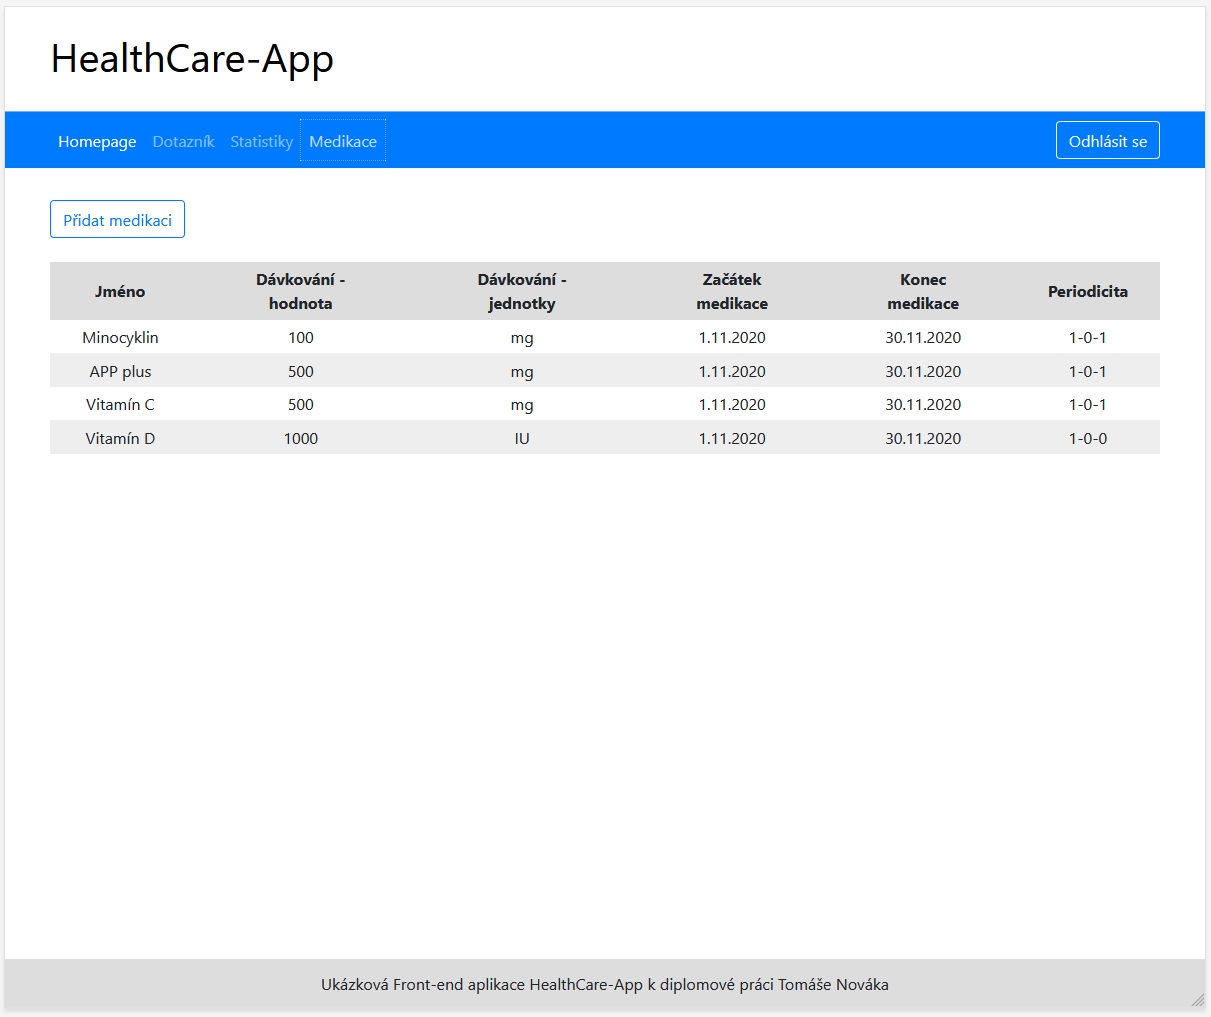 HealthCare-App
Homepage Dotazník Statistiky Medikace Odhlásit se
Přidat medikaci
Jméno Dávkování - hodnota Dávkování - jednotky Začátek medikace Konec medikace Periodicita
Minocyklin 100 mg 1.11.2020 30.11.2020 1-0-1
APP plus 500 mg 1.11.2020 30.11.2020 1-0-1
Vitamín C 500 mg 1.11.2020 30.11.2020 1-0-1
Vitamín D 1000 IU 1.11.2020 30.11.2020 1-0-0
Ukázková Front-end aplikace HealthCare-App k diplomové práci Tomáše Nováka